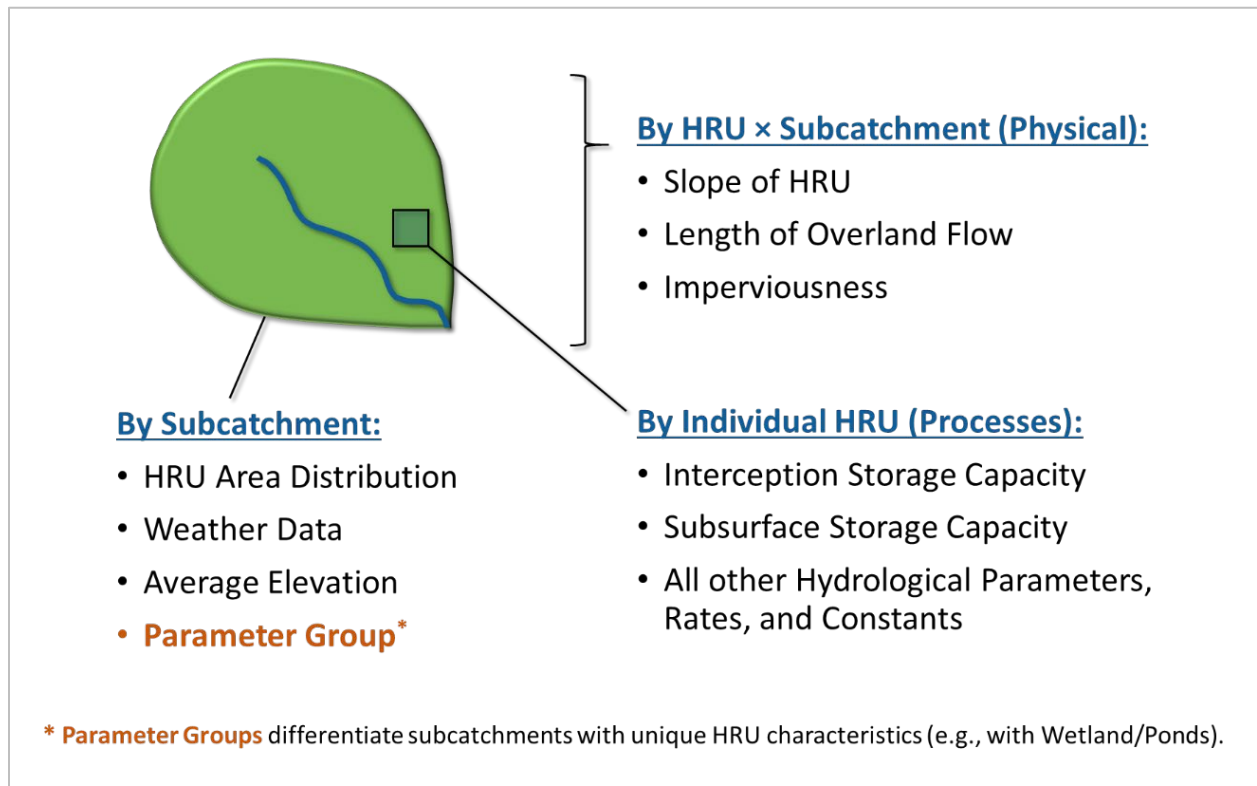 By HRU × Subcatchment (Physical):
• Slope of HRU
• Length of Overland Flow
• Imperviousness
By Subcatchment:
• HRU Area Distribution
• Weather Data
• Average Elevation
• Parameter Group*
By Individual HRU (Processes):
• Interception Storage Capacity
• Subsurface Storage Capacity
• All other Hydrological Parameters,
Rates, and Constants
* Parameter Groups differentiate subcatchments with unique HRU characteristics (e.g., with Wetland/Ponds).